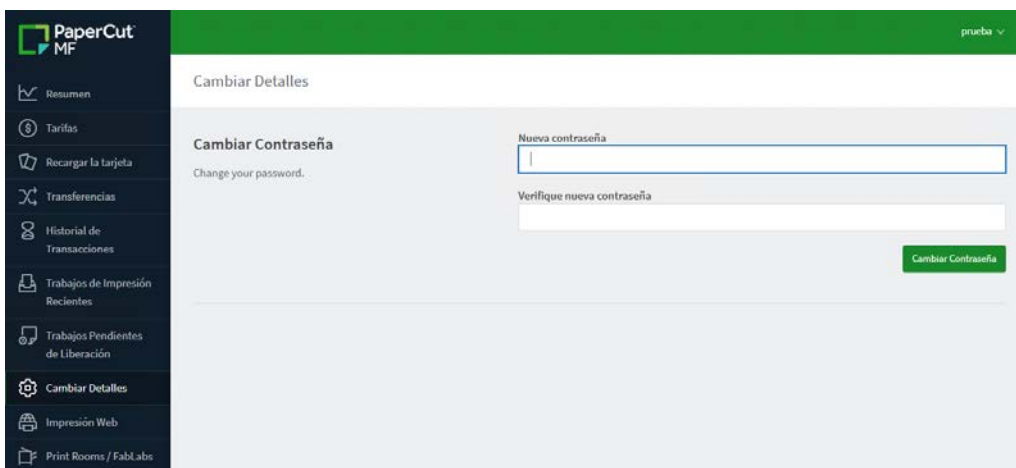 PaperCut
MF
prueba
Resumen
Tarifas
Recargar la tarjeta
Transferencias
Historial de
Transacciones
Trabajos de Impresión
Recientes
Trabajos Pendientes
de Liberación
Cambiar Detalles
Impresión Web
Print Rooms / FabLabs
Cambiar Detalles
Cambiar Contraseña
Change your password.
Nueva contraseña
Verifique nueva contraseña
Cambiar Contraseña